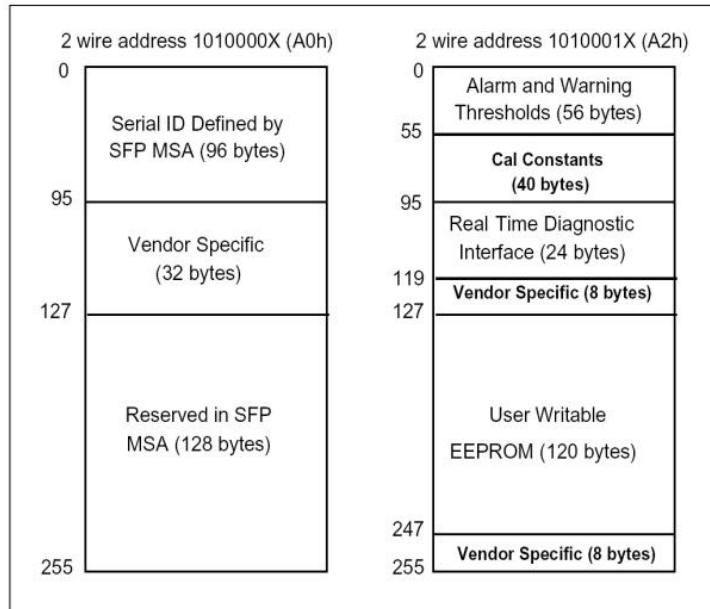 2 wire address 1010000X (A0h)
0
Serial ID Defined by
SFP MSA (96 bytes)
95
Vendor Specific
(32 bytes)
127
Reserved in SFP
MSA (128 bytes)
255
2 wire address 1010001X (A2h)
0
Alarm and Warning
Thresholds (56 bytes)
55
Cal Constants
(40 bytes)
95
Real Time Diagnostic
Interface (24 bytes)
119
Vendor Specific (8 bytes)
127
User Writable
EEPROM (120 bytes)
247
Vendor Specific (8 bytes)
255